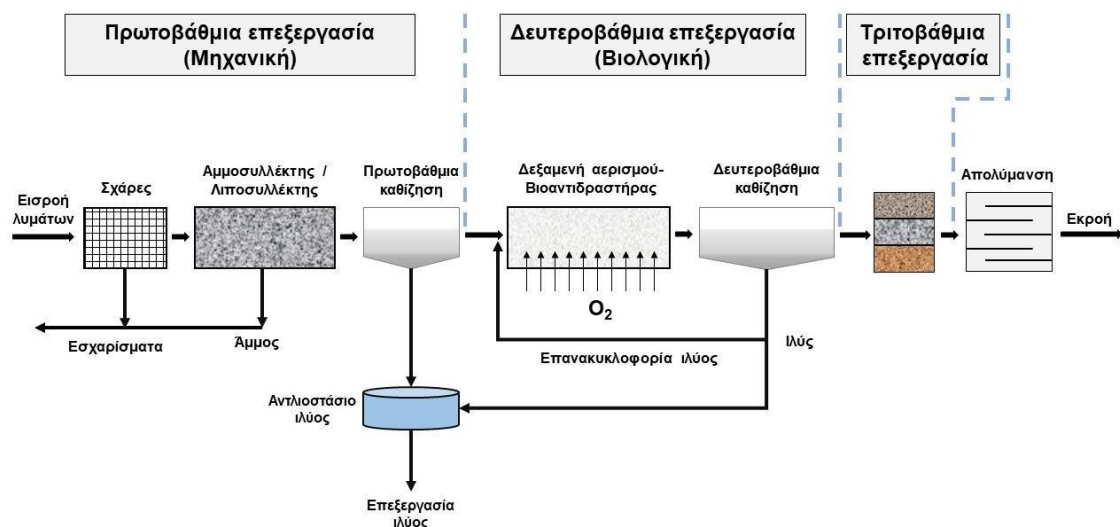 Πρωτοβάθμια επεξεργασία
(Μηχανική)
Δευτεροβάθμια επεξεργασία
(Βιολογική)
Τριτοβάθμια
επεξεργασία
Εισροή
λυμάτων
Σχάρες
Αμμοσυλλέκτης /
Λιποσυλλέκτης
Πρωτοβάθμια
καθίζηση
Δεξαμενή αερισμού-
Βιοαντιδραστήρας
Δευτεροβάθμια
καθίζηση
Απολύμανση
Εκροή
O2
Εσχαρίσματα
Άμμος
Επανακυκλοφορία ιλύος
Ιλύς
Αντλιοστάσιο
ιλύος
Επεξεργασία
ιλύος